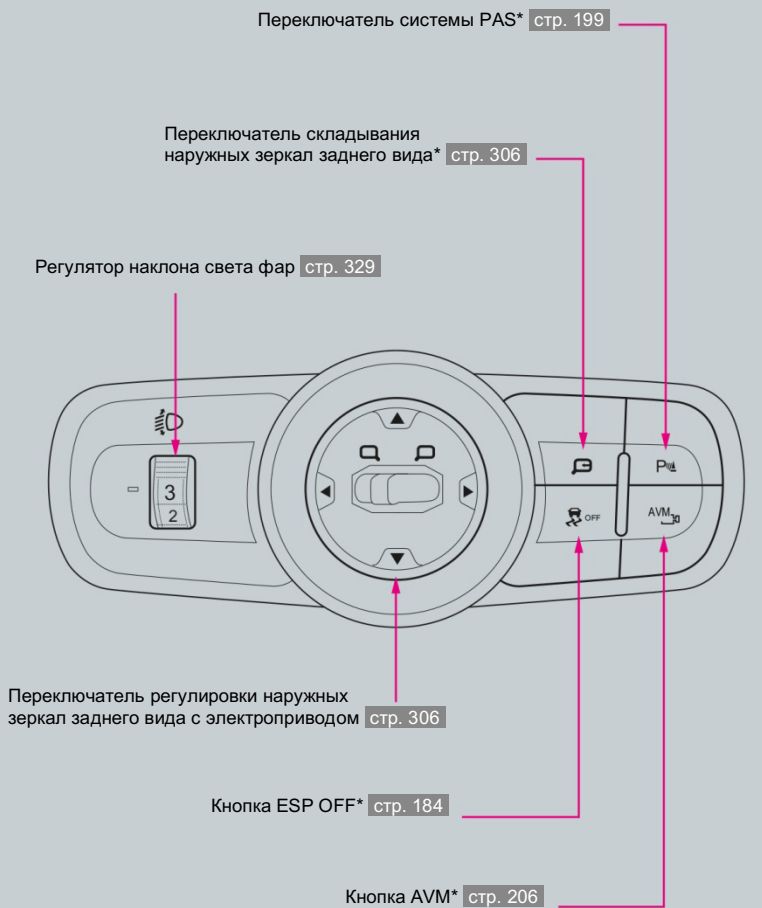 Переключатель системы PAS* стр. 199
Переключатель складывания
наружных зеркал заднего вида* стр. 306
Регулятор наклона света фар стр. 329
3
2
P
OFF
AVM
Переключатель регулировки наружных
зеркал заднего вида с электроприводом стр. 306
Кнопка ESP OFF* стр. 184
Кнопка AVM* стр. 206